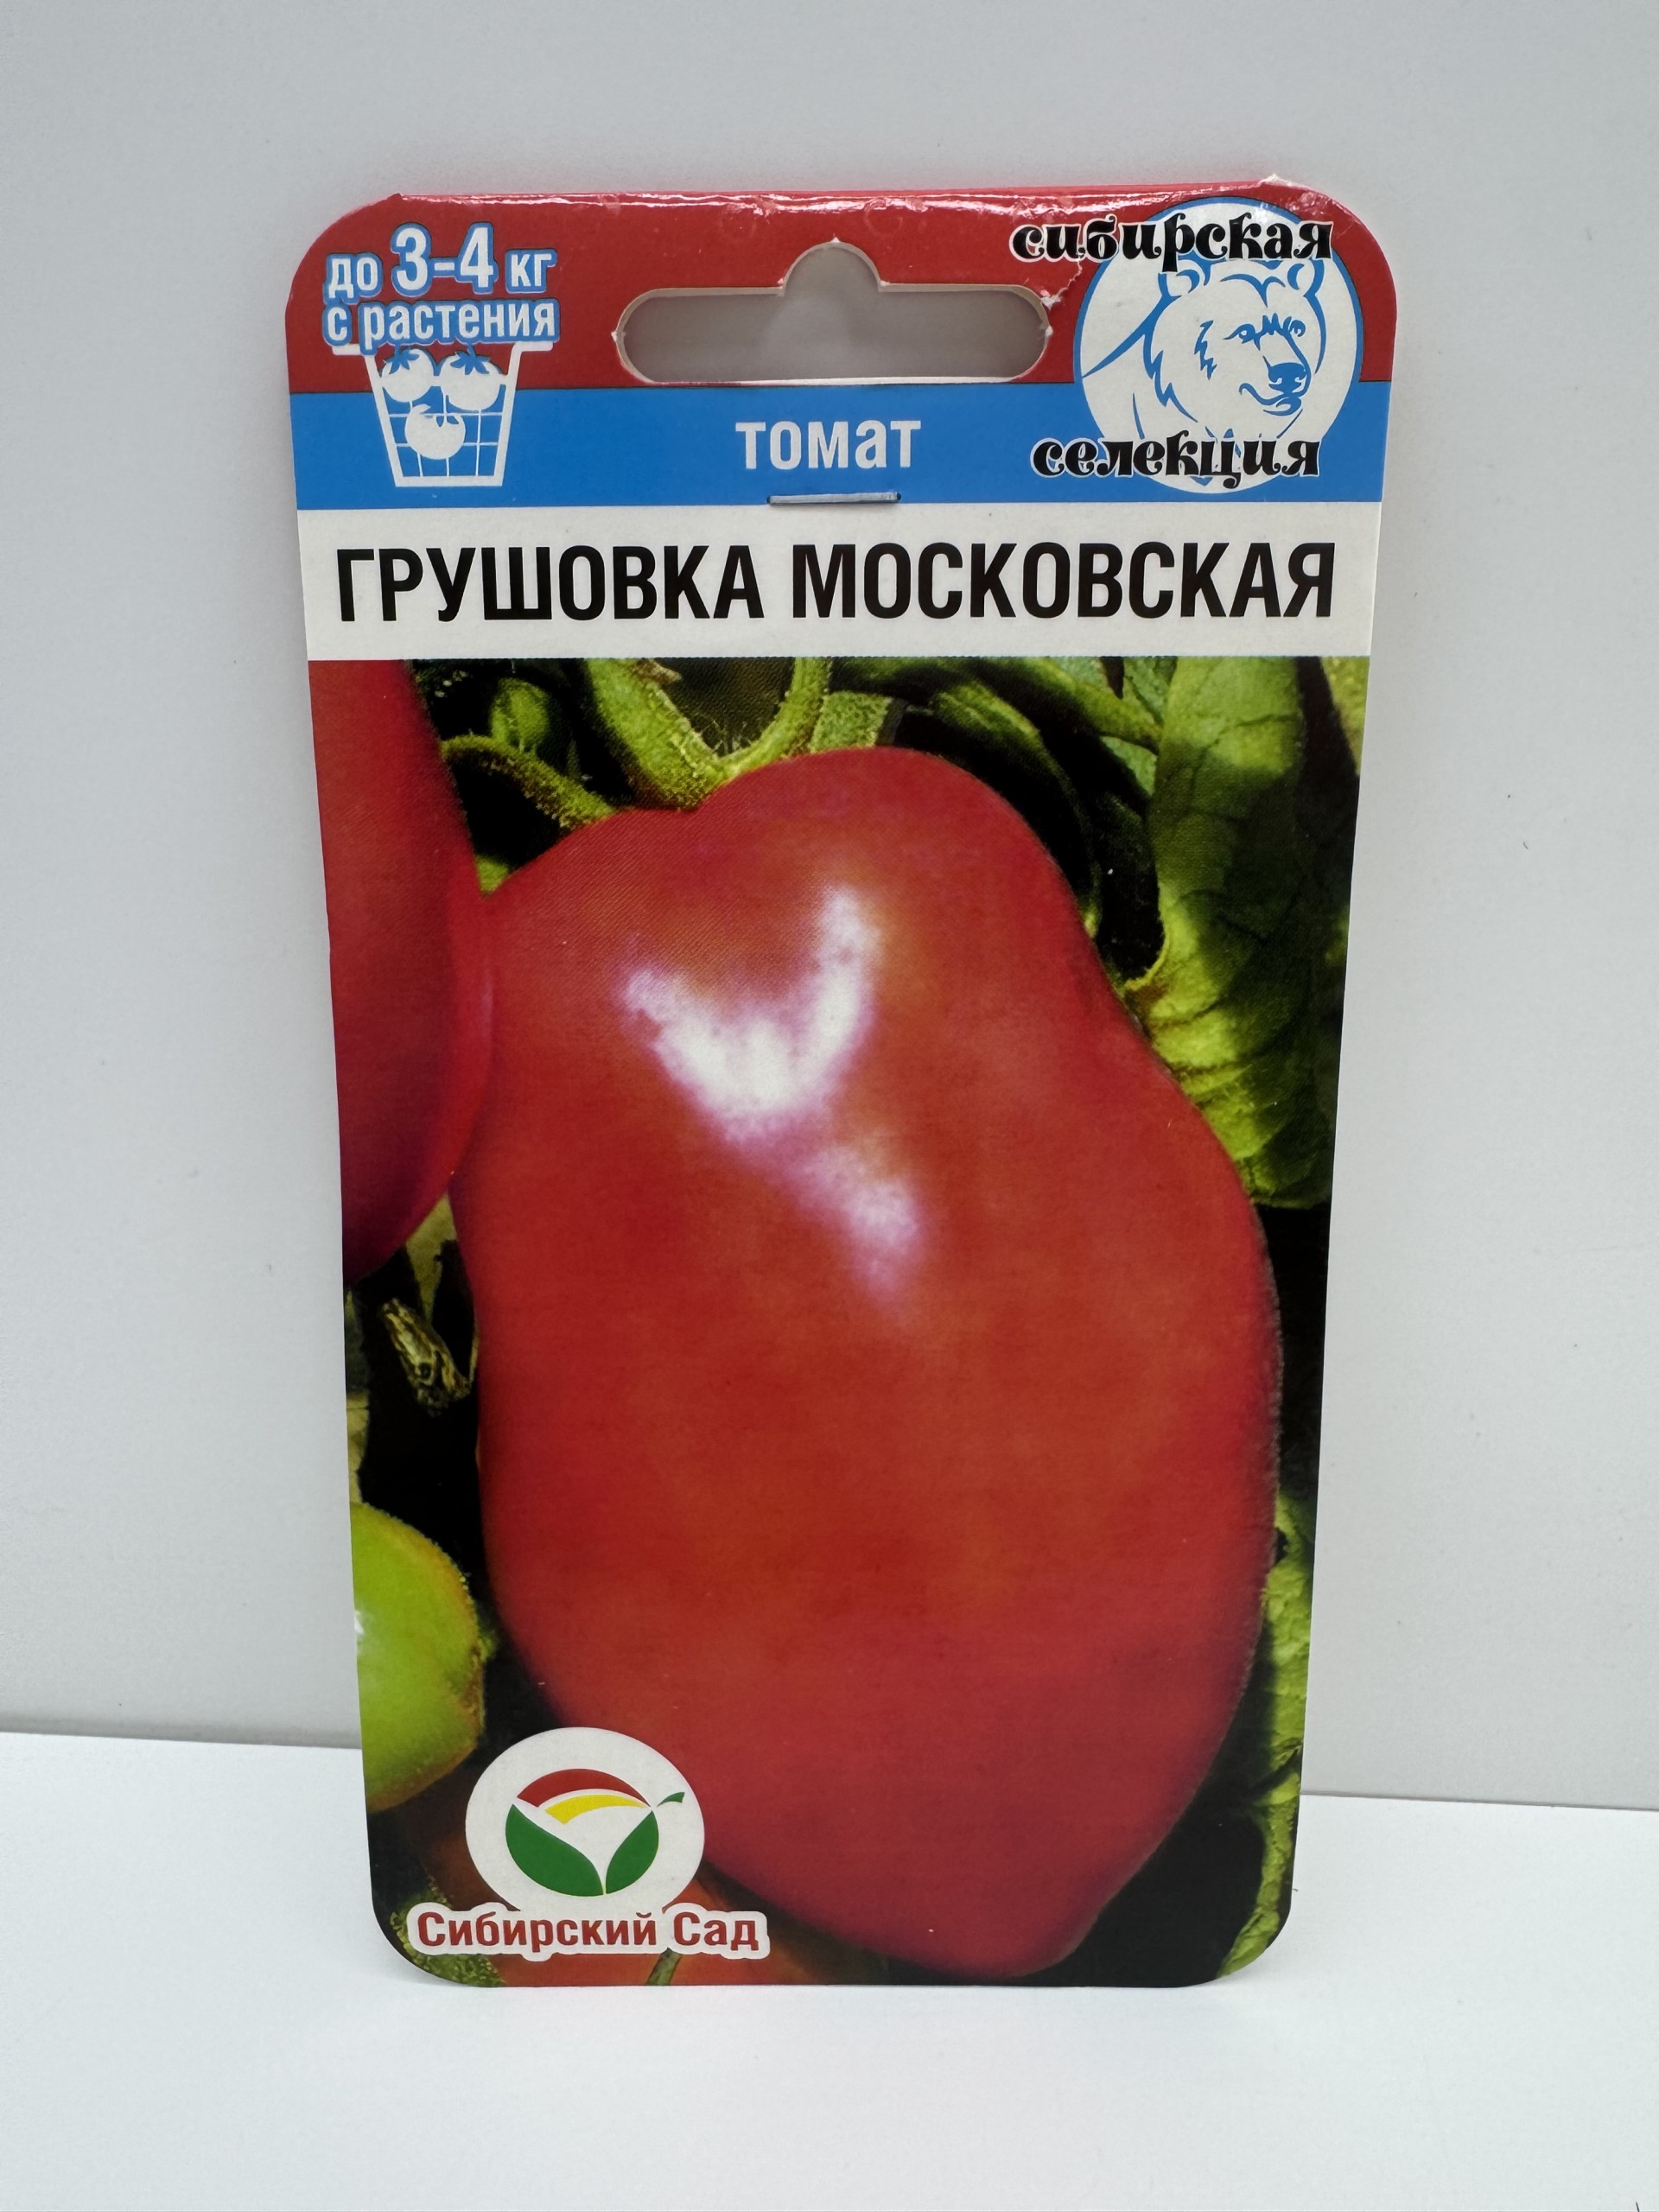 до 3-4 кг
с растения
сибирская
селекция
томат
ГРУШОВКА МОСКОВСКАЯ
Сибирский Сад